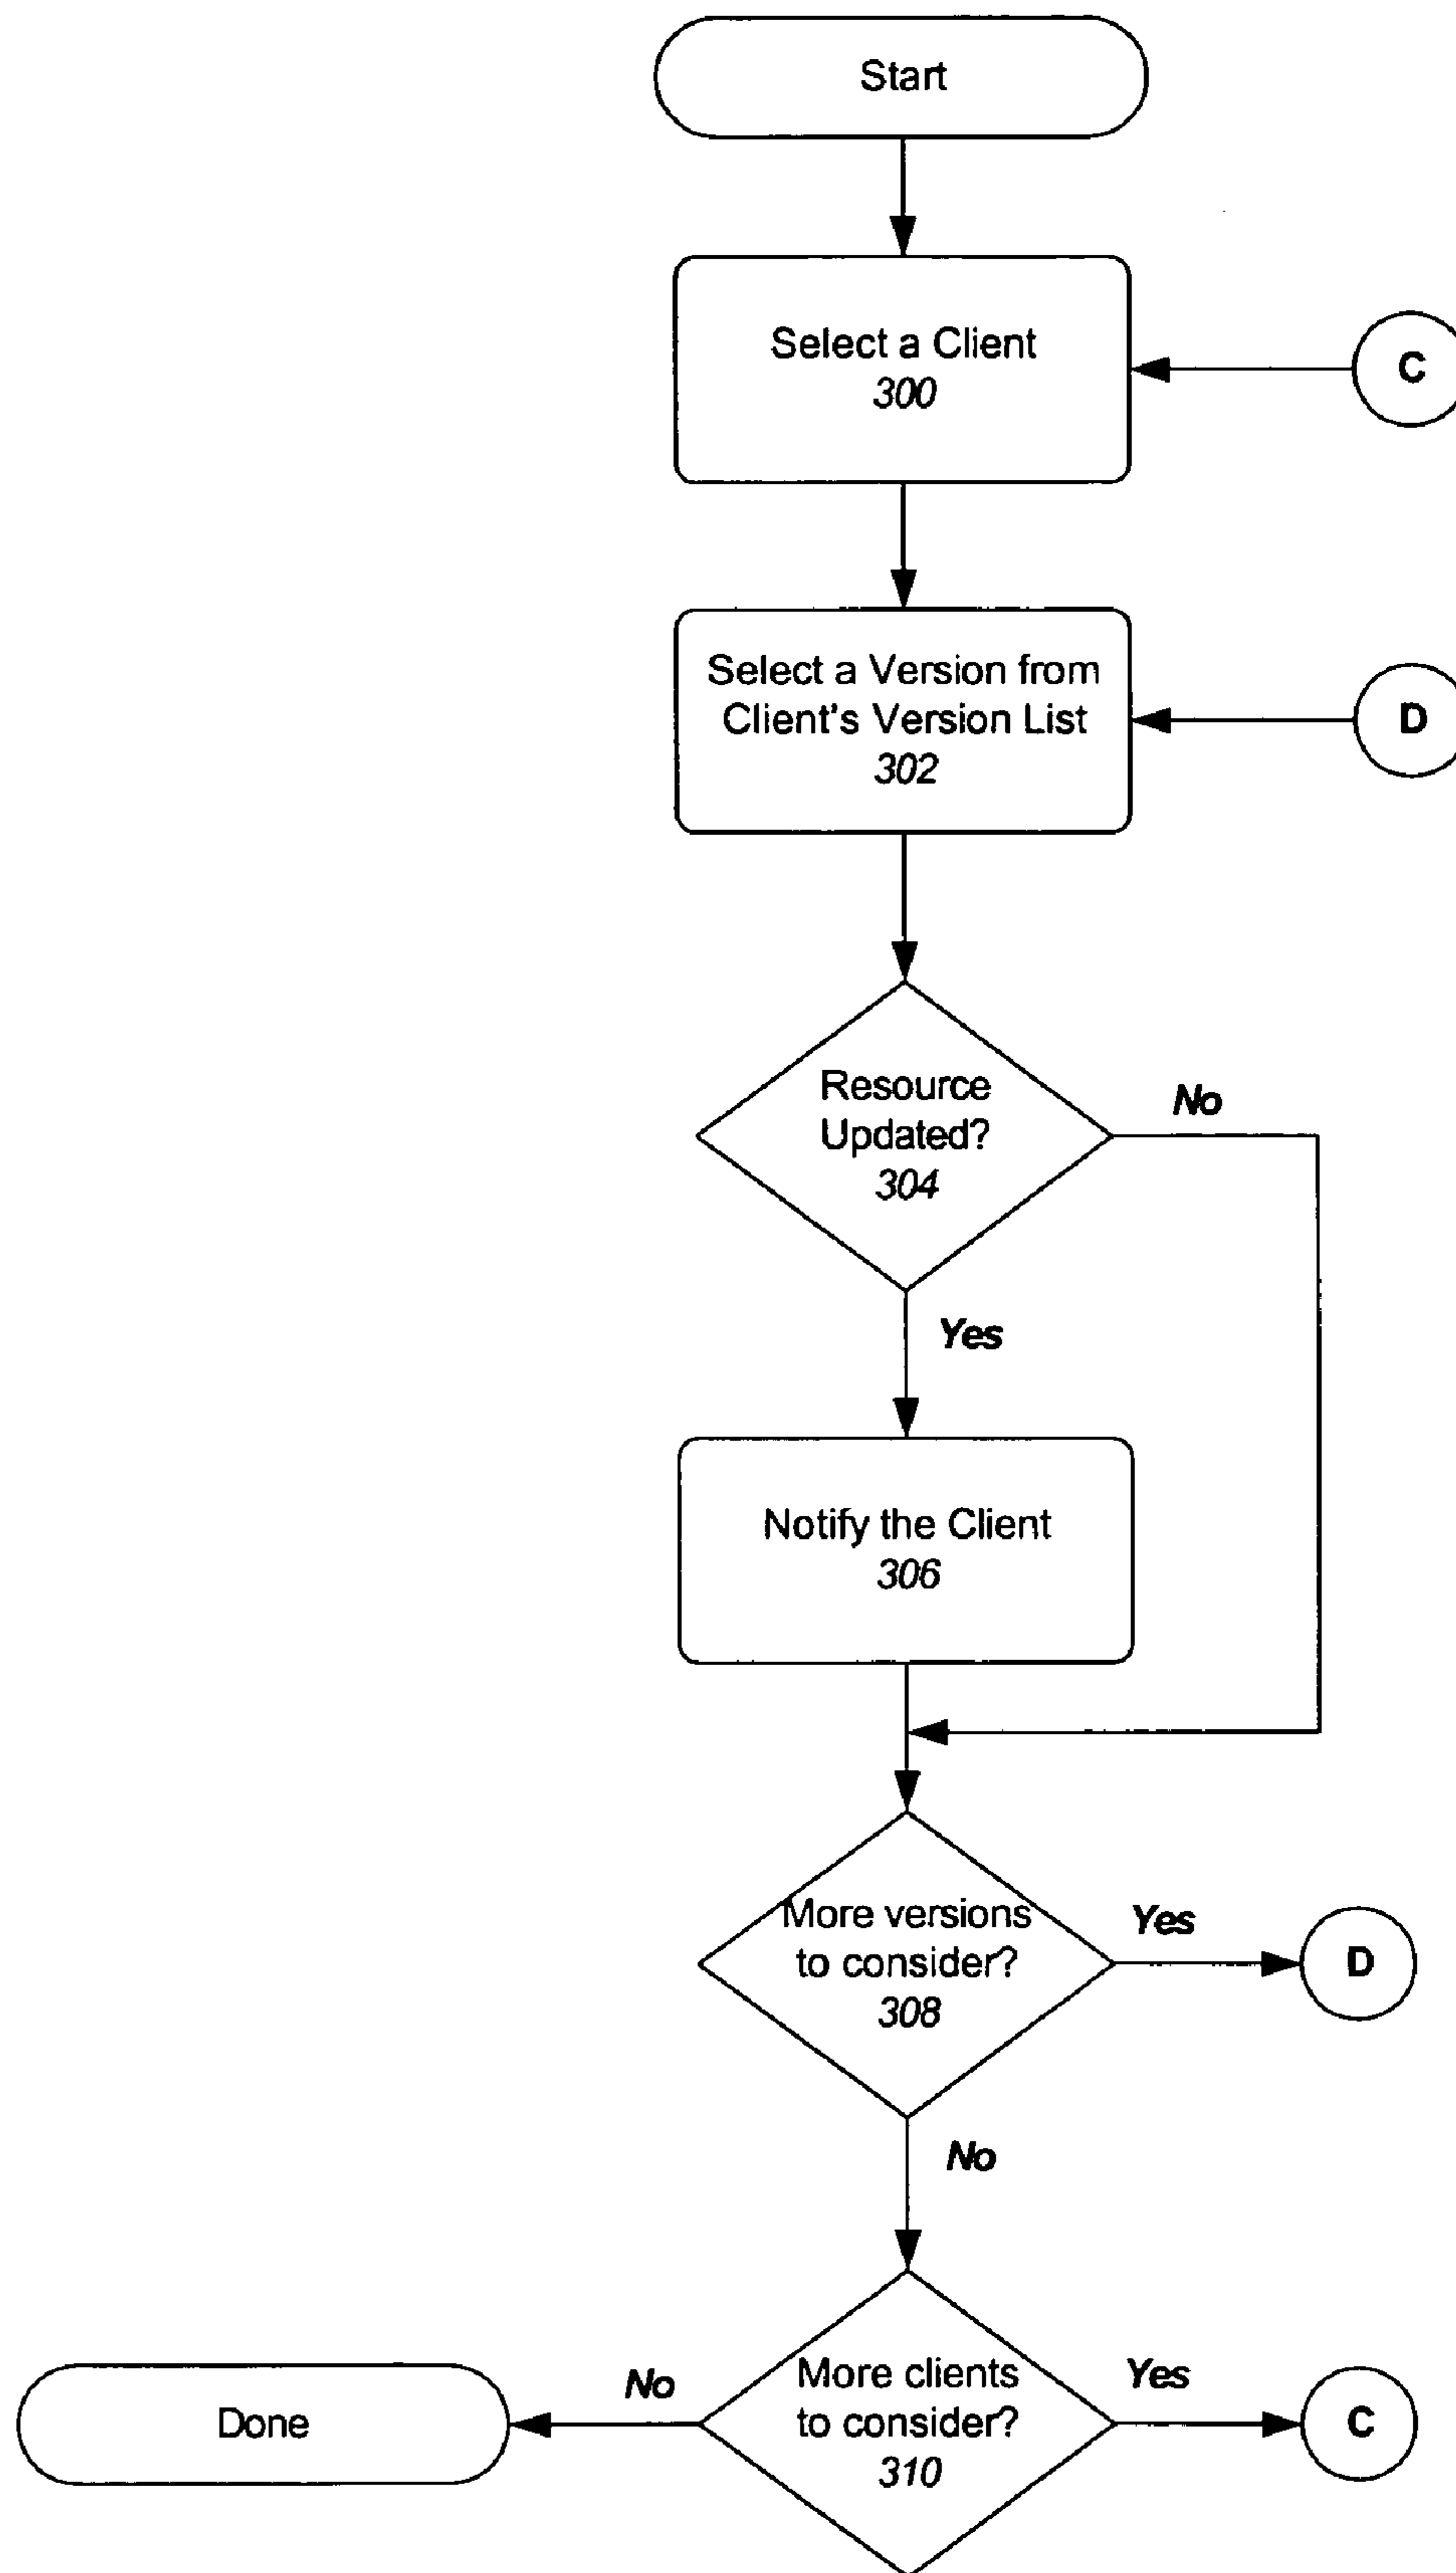 Start
Select a Client
300
C
Select a Version from
Client's Version List
302
D
Resource
Updated?
304
No
Yes
Notify the Client
306
More versions
to consider?
308
Yes
D
No
More clients
to consider?
310
No
Yes
Done
C